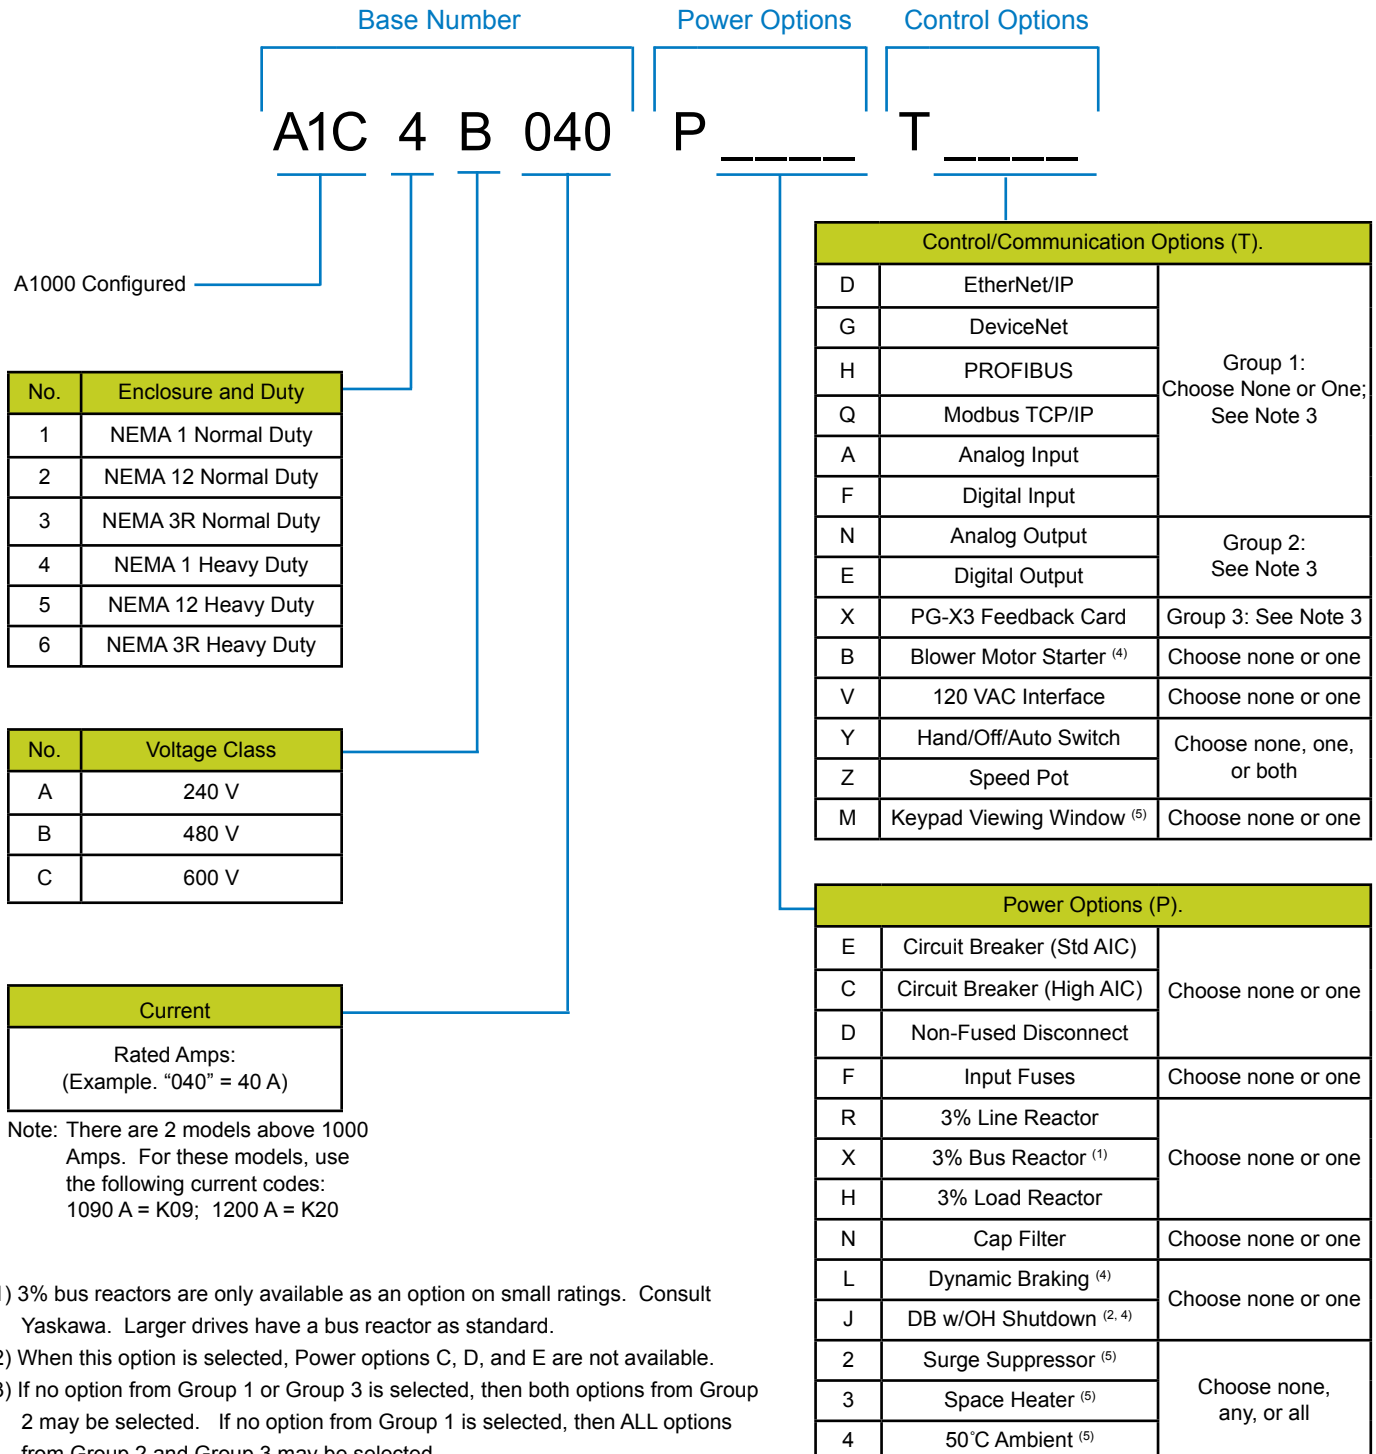 Base Number Power Options Control Options
A1C 4 B 040 P _ _ _ _ T _ _ _ _
A1000 Configured
No. Enclosure and Duty
1 NEMA 1 Normal Duty
2 NEMA 12 Normal Duty
3 NEMA 3R Normal Duty
4 NEMA 1 Heavy Duty
5 NEMA 12 Heavy Duty
6 NEMA 3R Heavy Duty
No. Voltage Class
A 240 V
B 480 V
C 600 V
Current
Rated Amps:
(Example. “040” = 40 A)
Note: There are 2 models above 1000
Amps. For these models, use
the following current codes:
1090 A = K09; 1200 A = K20
Control/Communication Options (T).
D EtherNet/IP
G DeviceNet
H PROFIBUS
Q Modbus TCP/IP
A Analog Input
F Digital Input
Group 1:
Choose None or One;
See Note 3
N Analog Output
E Digital Output
Group 2:
See Note 3
X PG-X3 Feedback Card Group 3: See Note 3
B Blower Motor Starter (4) Choose none or one
V 120 VAC Interface Choose none or one
Y Hand/Off/Auto Switch
Z Speed Pot
Choose none, one,
or both
M Keypad Viewing Window (5) Choose none or one
Power Options (P).
E Circuit Breaker (Std AIC)
C Circuit Breaker (High AIC)
D Non-Fused Disconnect
Choose none or one
F Input Fuses Choose none or one
R 3% Line Reactor
X 3% Bus Reactor (1)
H 3% Load Reactor
Choose none or one
N Cap Filter Choose none or one
L Dynamic Braking (4)
J DB w/OH Shutdown (2, 4)
Choose none or one
2 Surge Suppressor (5)
3 Space Heater (5)
4 50°C Ambient (5)
Choose none,
any, or all
1) 3% bus reactors are only available as an option on small ratings. Consult
Yaskawa. Larger drives have a bus reactor as standard.
2) When this option is selected, Power options C, D, and E are not available.
3) If no option from Group 1 or Group 3 is selected, then both options from Group
2 may be selected. If no option from Group 1 is selected, then ALL options
from Group 2 and Group 3 may be selected